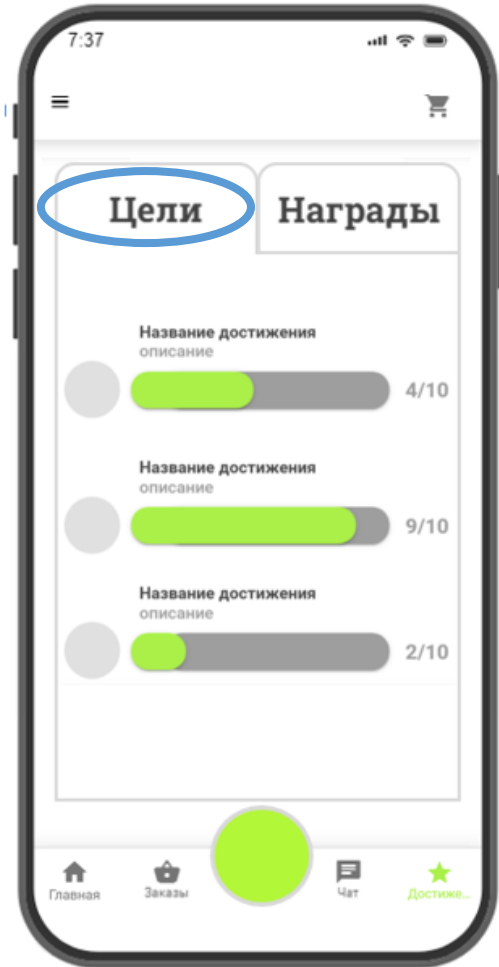 7:37
Цели
Награды
Название достижения
описание
4/10
Название достижения
описание
9/10
Название достижения
описание
2/10
Главная
Заказы
Чат
Достиже...